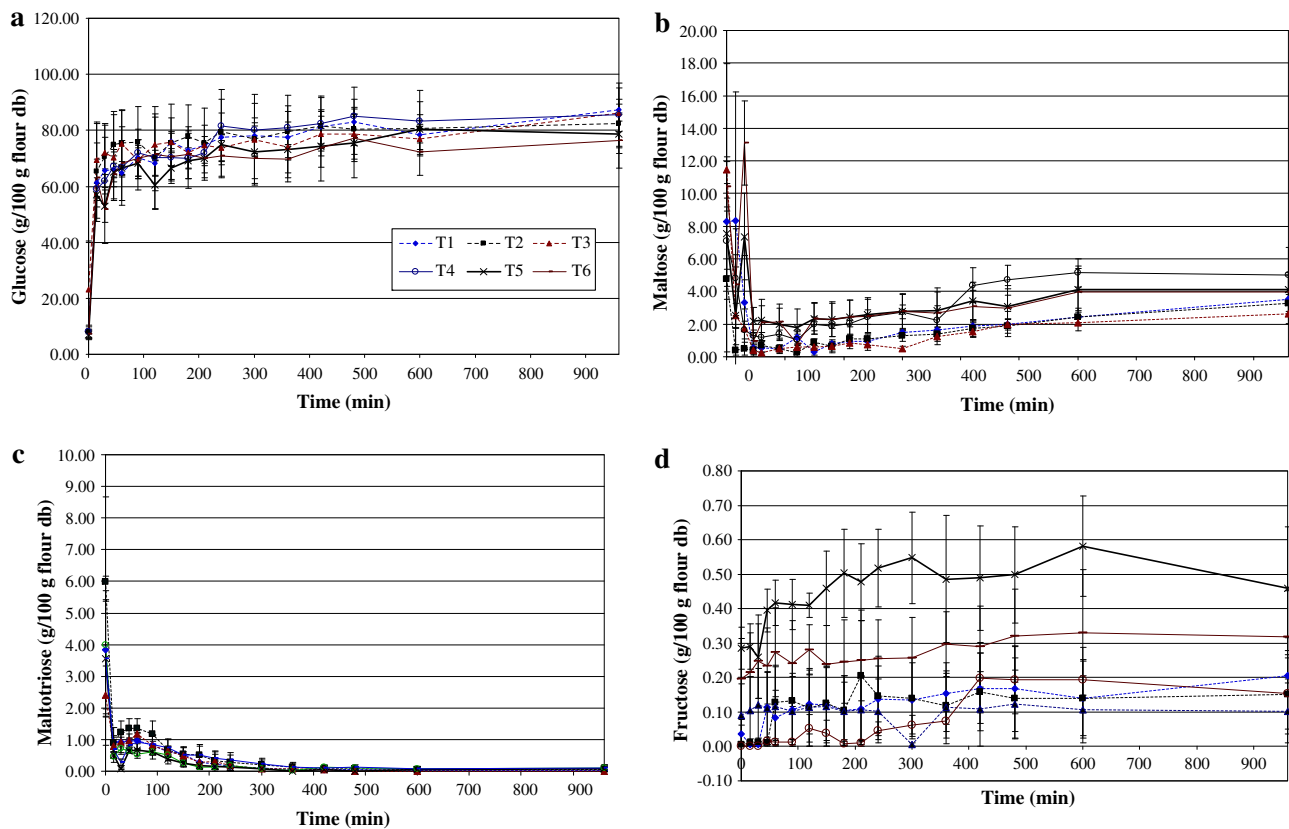 a
120.00
100.00
80.00
60.00
40.00
20.00
0.00
Glucose (g/100 g flour db)
T1 T2 T3
T4 T5 T6
0 100 200 300 400 500 600 700 800 900
Time (min)
b
20.00
18.00
16.00
14.00
12.00
10.00
8.00
6.00
4.00
2.00
0.00
Maltose (g/100 g flour db)
0 100 200 300 400 500 600 700 800 900
Time (min)
c
10.00
9.00
8.00
7.00
6.00
5.00
4.00
3.00
2.00
1.00
0.00
Maltotriose (g/100 g flour db)
0 100 200 300 400 500 600 700 800 900
Time (min)
d
0.80
0.70
0.60
0.50
0.40
0.30
0.20
0.10
0.00
-0.10
Fructose (g/100 g flour db)
0 100 200 300 400 500 600 700 800 900
Time (min)